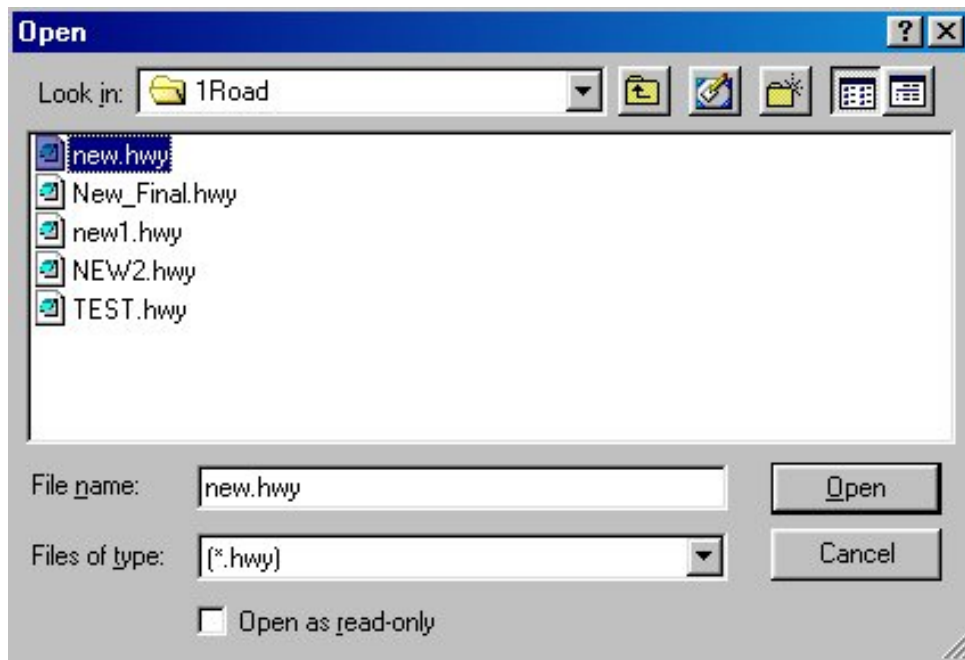 Open
Look in: 1Road
new.hwy
New_Final.hwy
new1.hwy
NEW2.hwy
TEST.hwy
File name: new.hwy Open
Files of type: (*.hwy) Cancel
Open as read-only